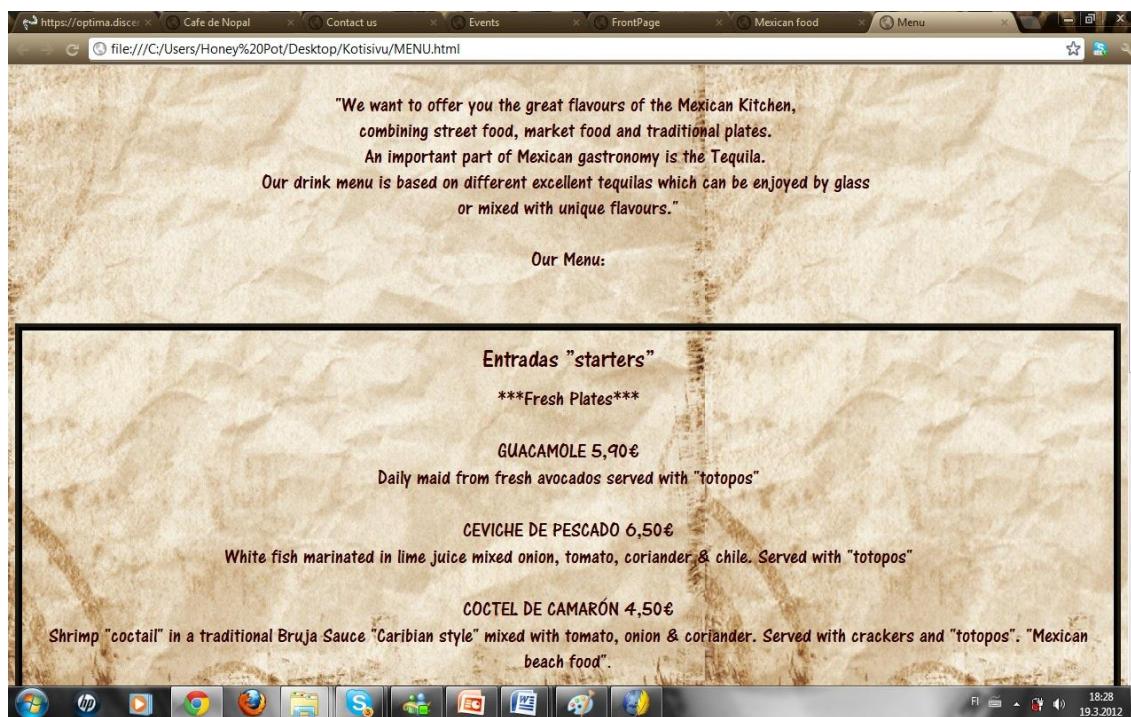 https://optima.discer
Cafe de Nopal
Contact us
Events
FrontPage
Mexican food
Menu
file:///C:/Users/Honey%20Pot/Desktop/Kotisivu/MENU.html
"We want to offer you the great flavours of the Mexican Kitchen,
combining street food, market food and traditional plates.
An important part of Mexican gastronomy is the Tequila.
Our drink menu is based on different excellent tequilas which can be enjoyed by glass
or mixed with unique flavours."
Our Menu:
Entradas "starters"
***Fresh Plates***
GUACAMOLE 5,90€
Daily maid from fresh avocados served with "totopos"
CEVICHE DE PESCADO 6,50€
White fish marinated in lime juice mixed onion, tomato, coriander & chile. Served with "totopos"
COCTEL DE CAMARÓN 4,50€
Shrimp "coctail" in a traditional Bruja Sauce "Caribian style" mixed with tomato, onion & coriander. Served with crackers and "totopos". "Mexican
beach food".
FI
18:28
19.3.2012